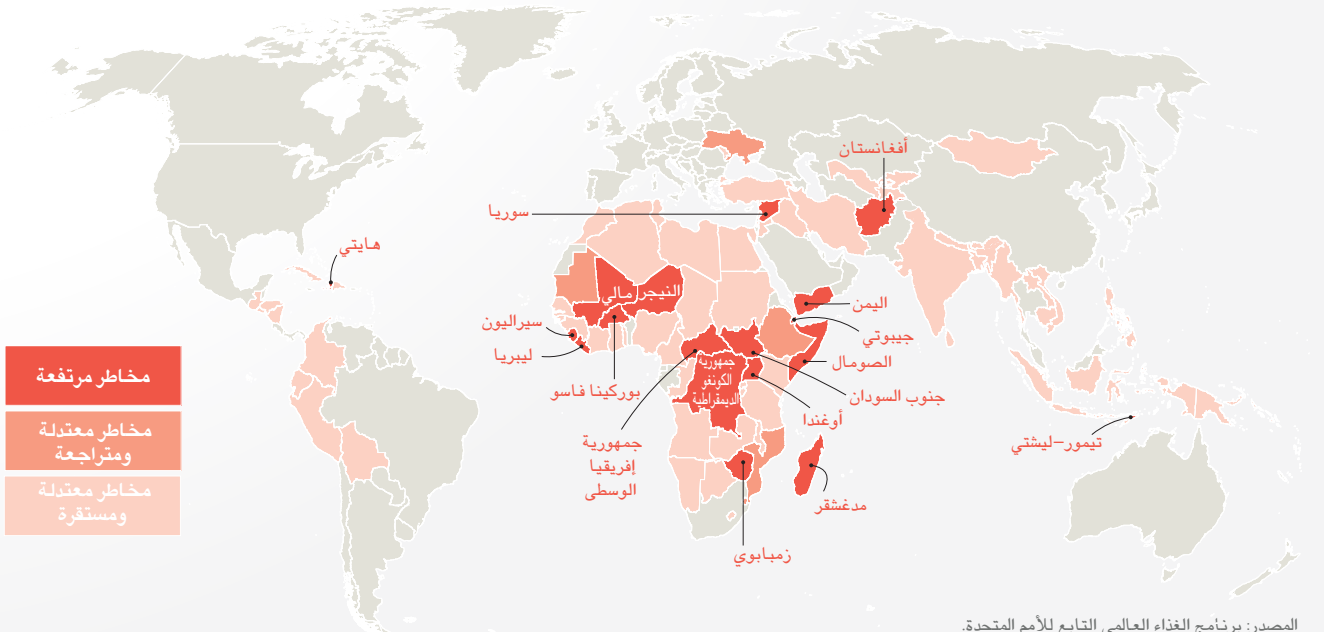 أفغانستان
سوريا
هايتي
النيجر
مالي
اليمن
جيبوتي
الصومال
سيراليون
ليبريا
بوركينا فاسو
جمهورية
الكونغو
الديمقراطية
جنوب السودان
أوغندا
جمهورية
إفريقيا
الوسطى
تيمور-ليشتي
مدغشقر
زمبابوي
مخاطر مرتفعة
مخاطر معتدلة
ومتراجعة
مخاطر معتدلة
ومستقرة
المصدر: برنامج الغذاء العالمي التابع للأمم المتحدة.